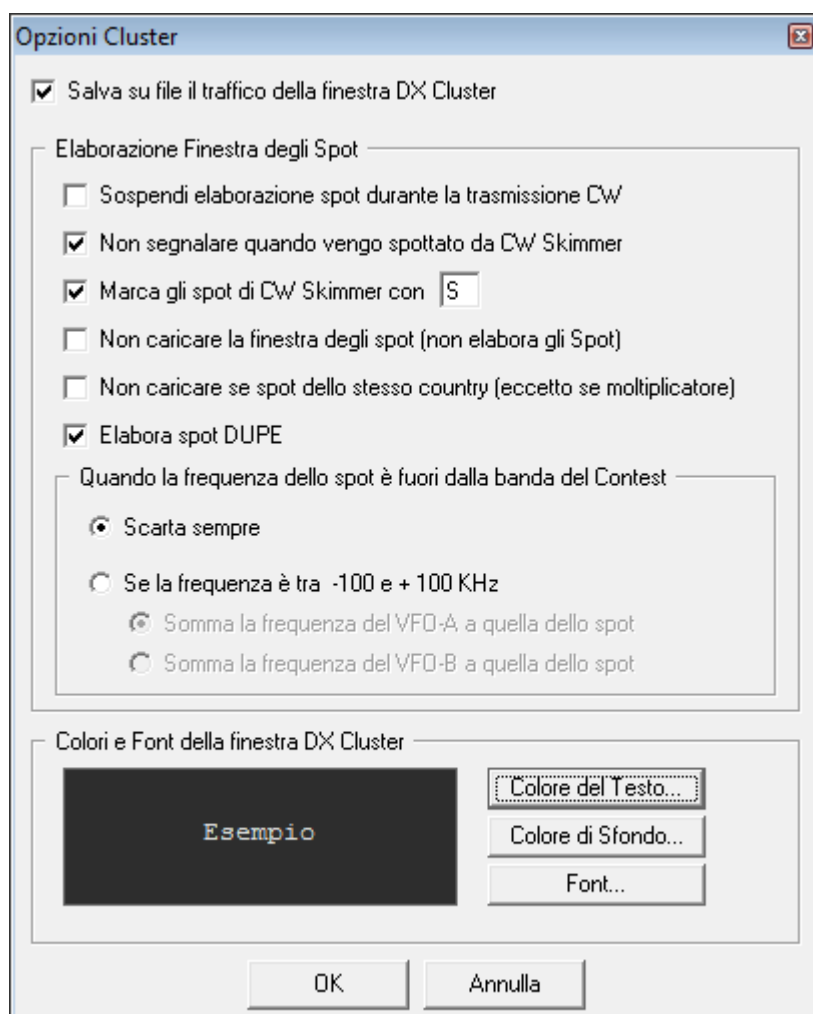 Opzioni Cluster
Salva su file il traffico della finestra DX Cluster
Elaborazione Finestra degli Spot
Sospendi elaborazione spot durante la trasmissione CW
Non segnalare quando vengo spottato da CW Skimmer
Marca gli spot di CW Skimmer con S
Non caricare la finestra degli spot (non elabora gli Spot)
Non caricare se spot dello stesso country (eccetto se moltiplicatore)
Elabora spot DUPE
Quando la frequenza dello spot è fuori dalla banda del Contest
Scarta sempre
Se la frequenza è tra -100 e + 100 KHz
Somma la frequenza del VFO-A a quella dello spot
Somma la frequenza del VFO-B a quella dello spot
Colori e Font della finestra DX Cluster
Esempio
Colore del Testo...
Colore di Sfondo...
Font...
OK
Annulla